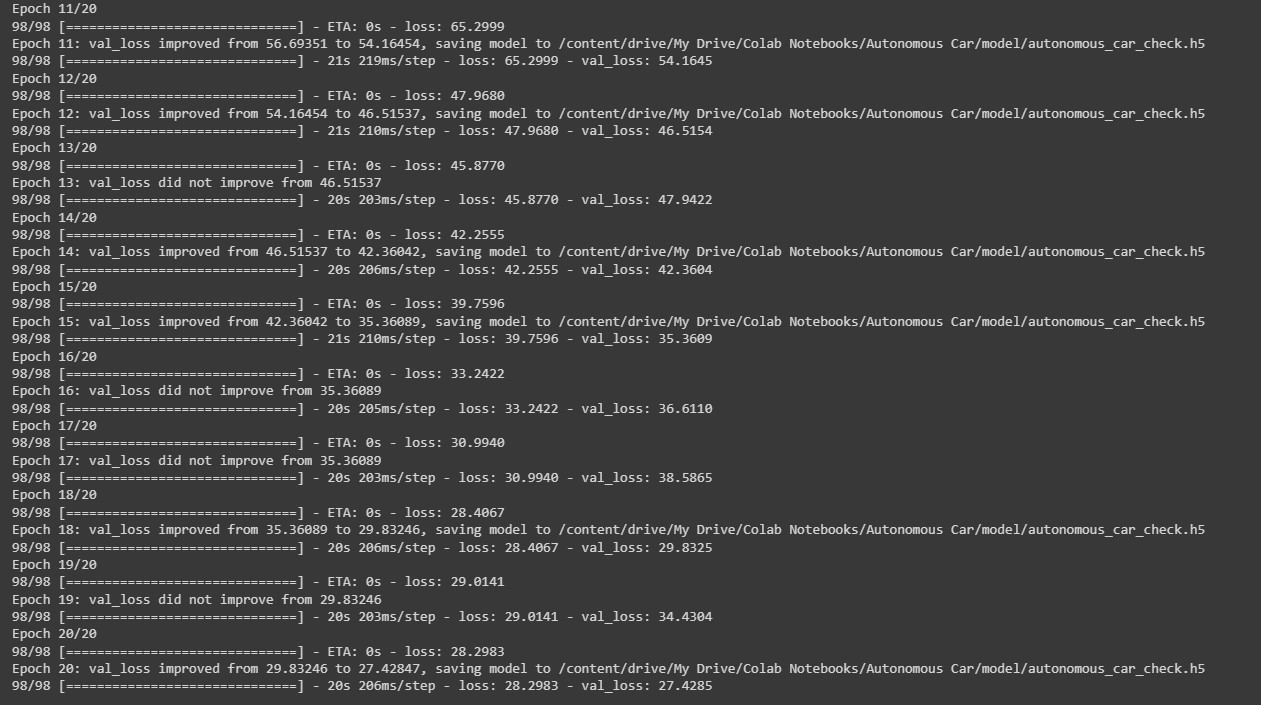 Epoch 11/20
98/98 [==============================] - ETA: 0s - loss: 65.2999
Epoch 11: val_loss improved from 56.69351 to 54.16454, saving model to /content/drive/My Drive/Colab Notebooks/Autonomous Car/model/autonomous_car_check.h5
98/98 [==============================] - 21s 219ms/step - loss: 65.2999 - val_loss: 54.1645
Epoch 12/20
98/98 [==============================] - ETA: 0s - loss: 47.9680
Epoch 12: val_loss improved from 54.16454 to 46.51537, saving model to /content/drive/My Drive/Colab Notebooks/Autonomous Car/model/autonomous_car_check.h5
98/98 [==============================] - 21s 210ms/step - loss: 47.9680 - val_loss: 46.5154
Epoch 13/20
98/98 [==============================] - ETA: 0s - loss: 45.8770
Epoch 13: val_loss did not improve from 46.51537
98/98 [==============================] - 20s 203ms/step - loss: 45.8770 - val_loss: 47.9422
Epoch 14/20
98/98 [==============================] - ETA: 0s - loss: 42.2555
Epoch 14: val_loss improved from 46.51537 to 42.36042, saving model to /content/drive/My Drive/Colab Notebooks/Autonomous Car/model/autonomous_car_check.h5
98/98 [==============================] - 20s 206ms/step - loss: 42.2555 - val_loss: 42.3604
Epoch 15/20
98/98 [==============================] - ETA: 0s - loss: 39.7596
Epoch 15: val_loss improved from 42.36042 to 35.36089, saving model to /content/drive/My Drive/Colab Notebooks/Autonomous Car/model/autonomous_car_check.h5
98/98 [==============================] - 21s 210ms/step - loss: 39.7596 - val_loss: 35.3609
Epoch 16/20
98/98 [==============================] - ETA: 0s - loss: 33.2422
Epoch 16: val_loss did not improve from 35.36089
98/98 [==============================] - 20s 205ms/step - loss: 33.2422 - val_loss: 36.6110
Epoch 17/20
98/98 [==============================] - ETA: 0s - loss: 30.9940
Epoch 17: val_loss did not improve from 35.36089
98/98 [==============================] - 20s 203ms/step - loss: 30.9940 - val_loss: 38.5865
Epoch 18/20
98/98 [==============================] - ETA: 0s - loss: 28.4067
Epoch 18: val_loss improved from 35.36089 to 29.83246, saving model to /content/drive/My Drive/Colab Notebooks/Autonomous Car/model/autonomous_car_check.h5
98/98 [==============================] - 20s 206ms/step - loss: 28.4067 - val_loss: 29.8325
Epoch 19/20
98/98 [==============================] - ETA: 0s - loss: 29.0141
Epoch 19: val_loss did not improve from 29.83246
98/98 [==============================] - 20s 203ms/step - loss: 29.0141 - val_loss: 34.4304
Epoch 20/20
98/98 [==============================] - ETA: 0s - loss: 28.2983
Epoch 20: val_loss improved from 29.83246 to 27.42847, saving model to /content/drive/My Drive/Colab Notebooks/Autonomous Car/model/autonomous_car_check.h5
98/98 [==============================] - 20s 206ms/step - loss: 28.2983 - val_loss: 27.4285